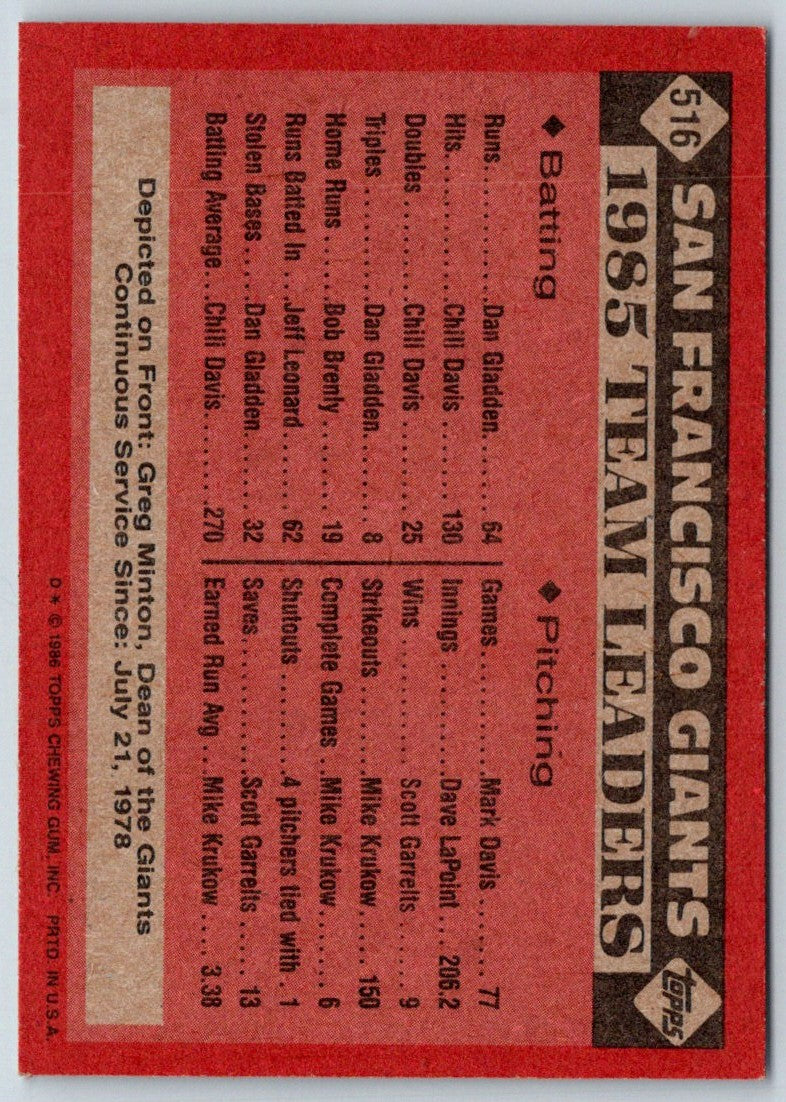 516
SAN FRANCISCO GIANTS
topps
1985 TEAM LEADERS
◆ Batting
Runs..........Dan Gladden......64
Hits..........Chili Davis......130
Doubles.......Chili Davis......25
Triples.......Dan Gladden......8
Home Runs.....Bob Brenly.......19
Runs Batted In...Jeff Leonard.....62
Stolen Bases.....Dan Gladden......32
Batting Average...Chili Davis......270
◆ Pitching
Games..........Mark Davis.......77
Innings........Dave LaPoint...206.2
Wins...........Scott Garrelts.....9
Strikeouts.....Mike Krukow.....150
Complete Games..Mike Krukow......6
Shutouts.......4 pitchers tied with.1
Saves..........Scott Garrelts....13
Earned Run Avg...Mike Krukow....3.38
Depicted on Front: Greg Minton, Dean of the Giants
Continuous Service Since: July 21, 1978
D* © 1986 TOPPS CHEWING GUM, INC. PRTD. IN U.S.A.